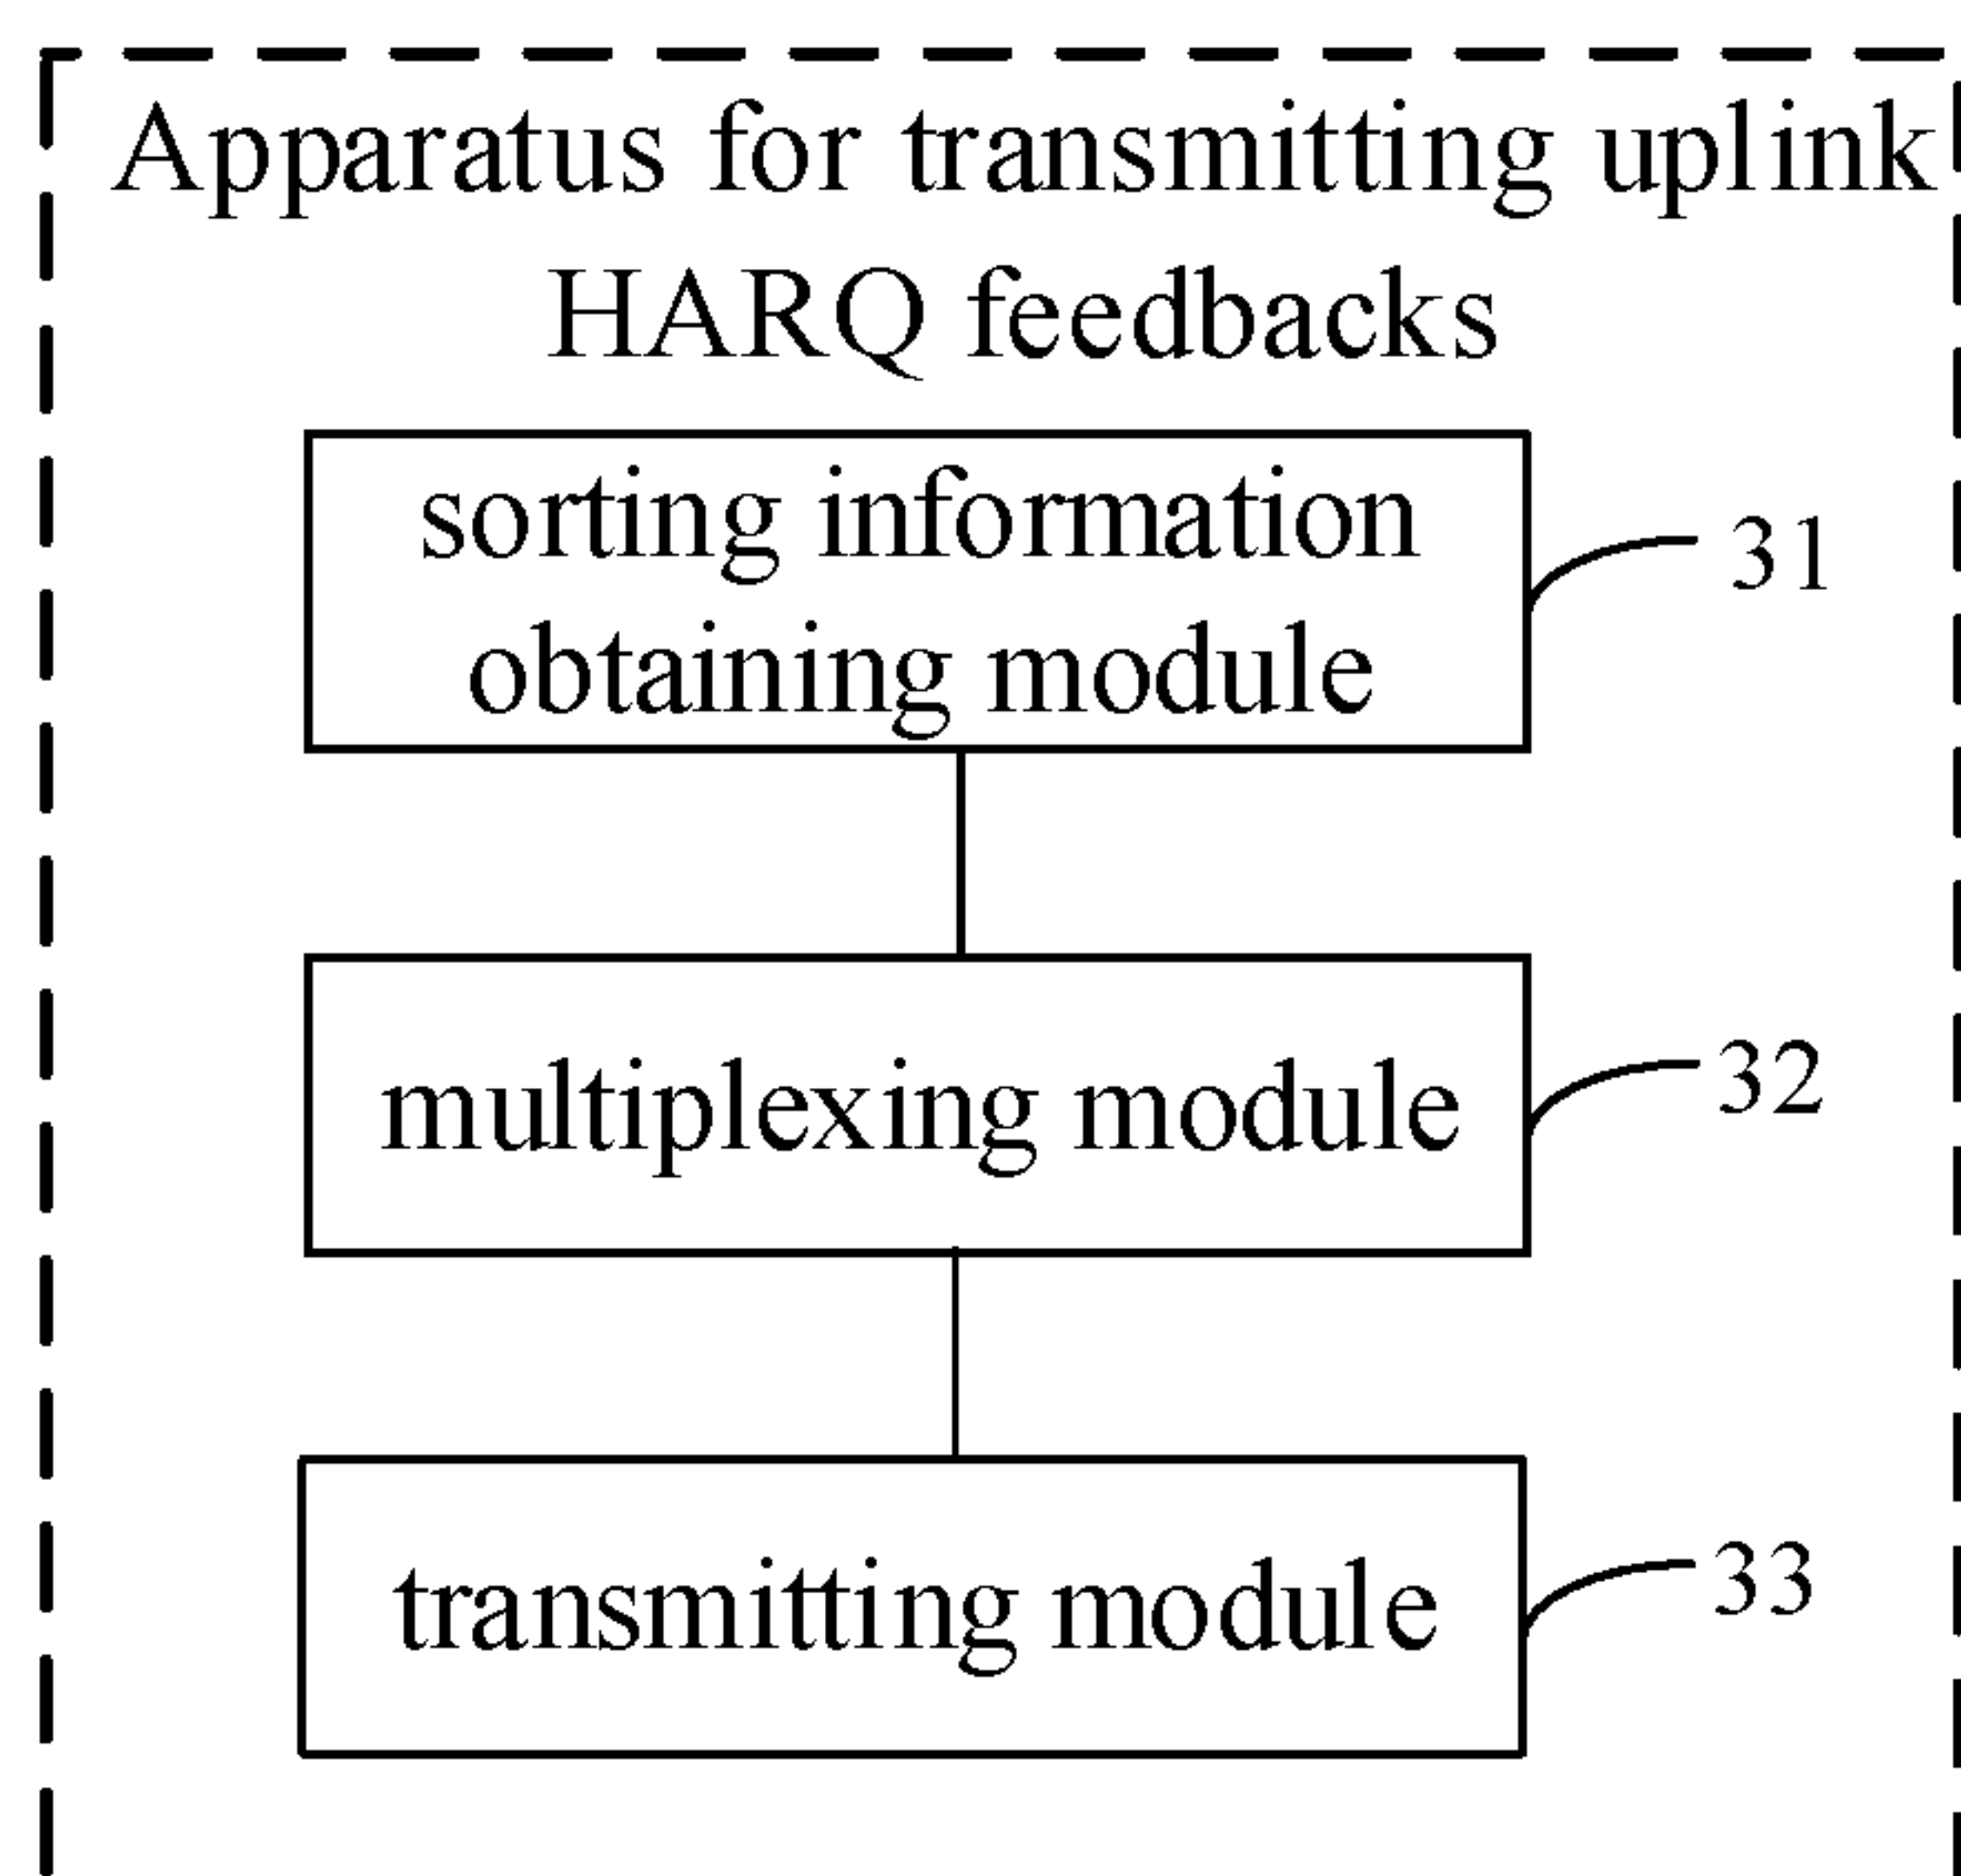 Apparatus for transmitting uplink
HARQ feedbacks
sorting information
obtaining module
31
multiplexing module
32
transmitting module
33